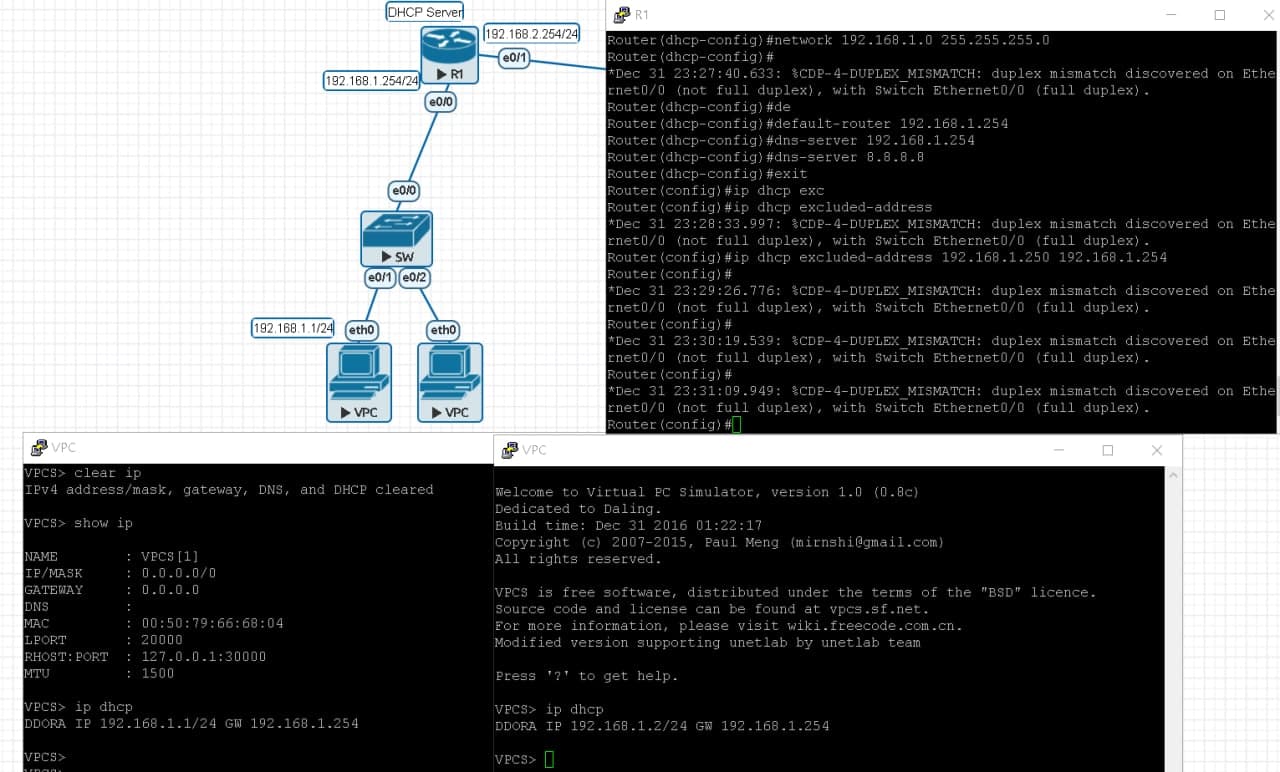 DHCP Server
192.168.2.254/24
e0/1
192.168.1.254/24
R1
e0/0
e0/0
SW
e0/1
e0/2
192.168.1.1/24
eth0
eth0
VPC
VPC
R1
Router(dhcp-config)#network 192.168.1.0 255.255.255.0
Router(dhcp-config)#
*Dec 31 23:27:40.633: %CDP-4-DUPLEX_MISMATCH: duplex mismatch discovered on Ethe
rnet0/0 (not full duplex), with Switch Ethernet0/0 (full duplex).
Router(dhcp-config)#de
Router(dhcp-config)#default-router 192.168.1.254
Router(dhcp-config)#dns-server 192.168.1.254
Router(dhcp-config)#dns-server 8.8.8.8
Router(dhcp-config)#exit
Router(config)#ip dhcp exc
Router(config)#ip dhcp excluded-address
*Dec 31 23:28:33.997: %CDP-4-DUPLEX_MISMATCH: duplex mismatch discovered on Ethe
rnet0/0 (not full duplex), with Switch Ethernet0/0 (full duplex).
Router(config)#ip dhcp excluded-address 192.168.1.250 192.168.1.254
Router(config)#
*Dec 31 23:29:26.776: %CDP-4-DUPLEX_MISMATCH: duplex mismatch discovered on Ethe
rnet0/0 (not full duplex), with Switch Ethernet0/0 (full duplex).
Router(config)#
*Dec 31 23:30:19.539: %CDP-4-DUPLEX_MISMATCH: duplex mismatch discovered on Ethe
rnet0/0 (not full duplex), with Switch Ethernet0/0 (full duplex).
Router(config)#
*Dec 31 23:31:09.949: %CDP-4-DUPLEX_MISMATCH: duplex mismatch discovered on Ethe
rnet0/0 (not full duplex), with Switch Ethernet0/0 (full duplex).
Router(config)#
VPC
VPCS> clear ip
IPv4 address/mask, gateway, DNS, and DHCP cleared
VPCS> show ip
NAME : VPCS[1]
IP/MASK : 0.0.0.0/0
GATEWAY : 0.0.0.0
DNS :
MAC : 00:50:79:66:68:04
LPORT : 20000
RHOST:PORT : 127.0.0.1:30000
MTU : 1500
VPCS> ip dhcp
DDORA IP 192.168.1.1/24 GW 192.168.1.254
VPCS>
VPC
Welcome to Virtual PC Simulator, version 1.0 (0.8c)
Dedicated to Daling.
Build time: Dec 31 2016 01:22:17
Copyright (c) 2007-2015, Paul Meng (mirnshi@gmail.com)
All rights reserved.
VPCS is free software, distributed under the terms of the "BSD" licence.
Source code and license can be found at vpcs.sf.net.
For more information, please visit wiki.freecode.com.cn.
Modified version supporting unetlab by unetlab team
Press '?' to get help.
VPCS> ip dhcp
DDORA IP 192.168.1.2/24 GW 192.168.1.254
VPCS>